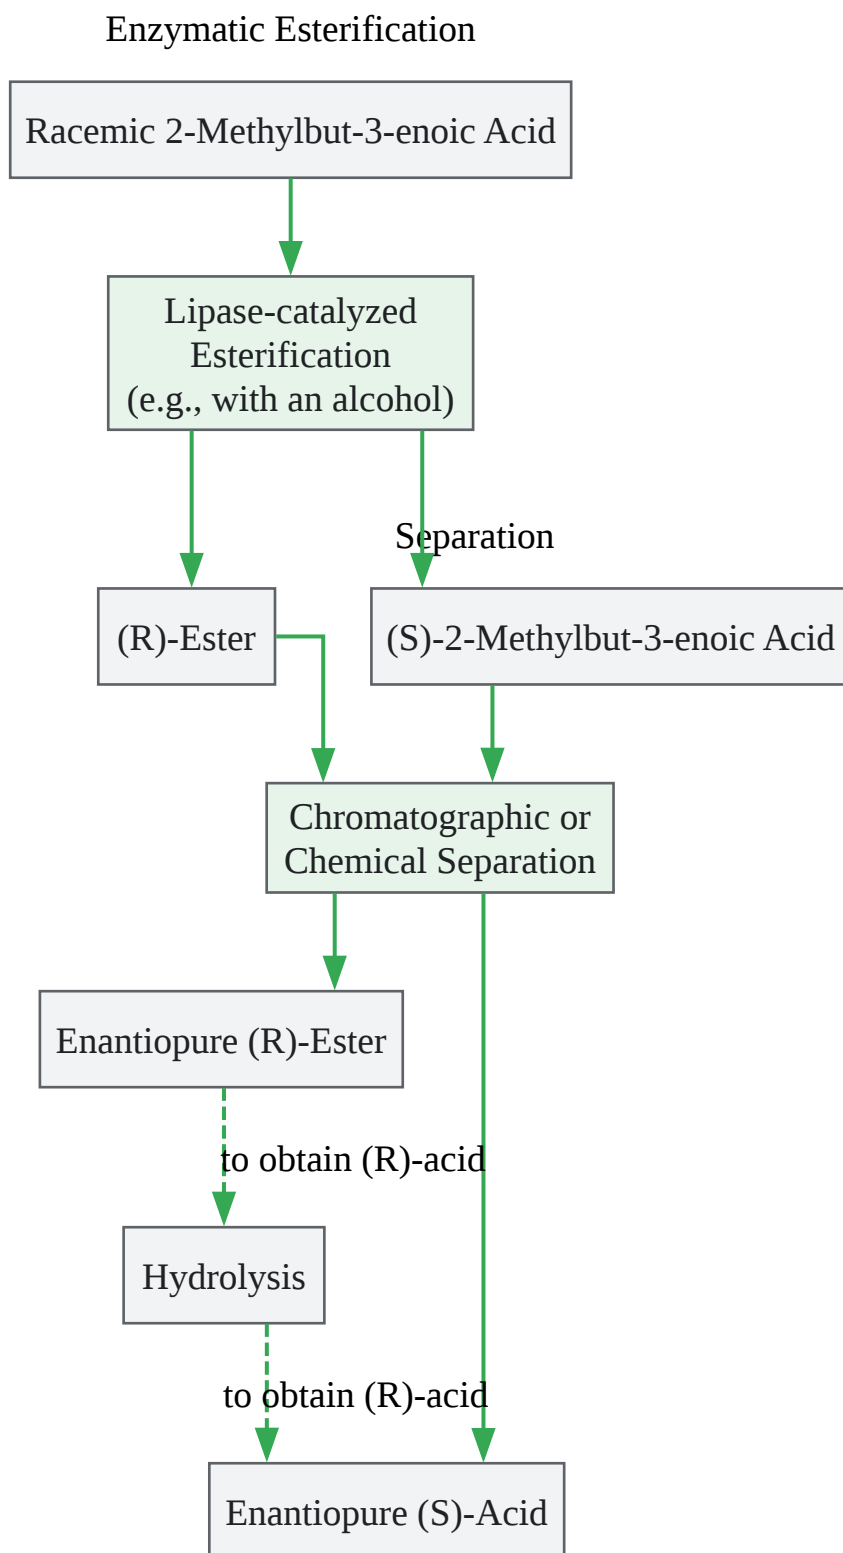 Enzymatic Esterification
Racemic 2-Methylbut-3-enoic Acid
Lipase-catalyzed
Esterification
(e.g., with an alcohol)
Separation
(R)-Ester
(S)-2-Methylbut-3-enoic Acid
Chromatographic or
Chemical Separation
Enantiopure (R)-Ester
to obtain (R)-acid
Hydrolysis
to obtain (R)-acid
Enantiopure (S)-Acid